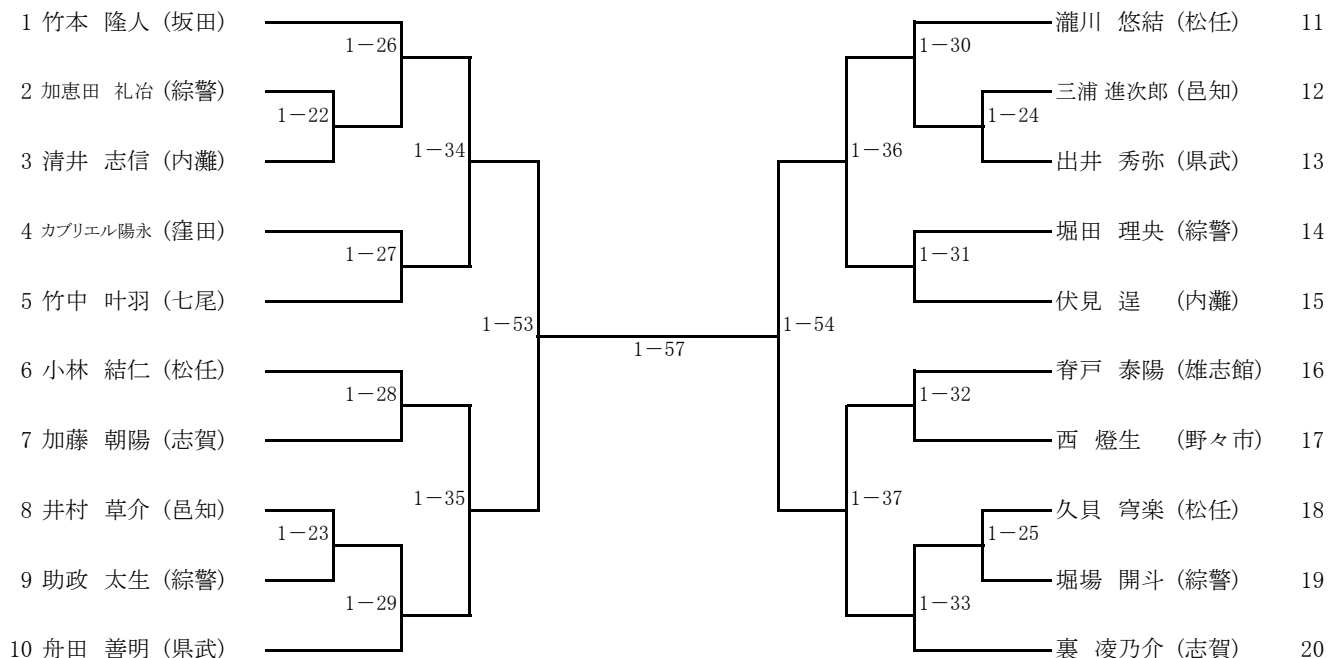 1 竹本 隆人 (坂田)
1－26
2 加恵田 礼冶 (綜警)
1－22
3 清井 志信 (内灘)
1－34
4 カブリエル陽永 (窪田)
1－27
5 竹中 叶羽 (七尾)
1－53
6 小林 結仁 (松任)
1－28
7 加藤 朝陽 (志賀)
1－35
8 井村 草介 (邑知)
1－23
9 助政 太生 (綜警)
1－29
10 舟田 善明 (県武)
1－57
瀧川 悠結 (松任) 11
1－30
三浦 進次郎 (邑知) 12
1－24
出井 秀弥 (県武) 13
1－36
堀田 理央 (綜警) 14
1－31
伏見 逞 (内灘) 15
1－54
脊戸 泰陽 (雄志館) 16
1－32
西 燈生 (野々市) 17
1－37
久貝 穹楽 (松任) 18
1－25
堀場 開斗 (綜警) 19
1－33
裏 凌乃介 (志賀) 20